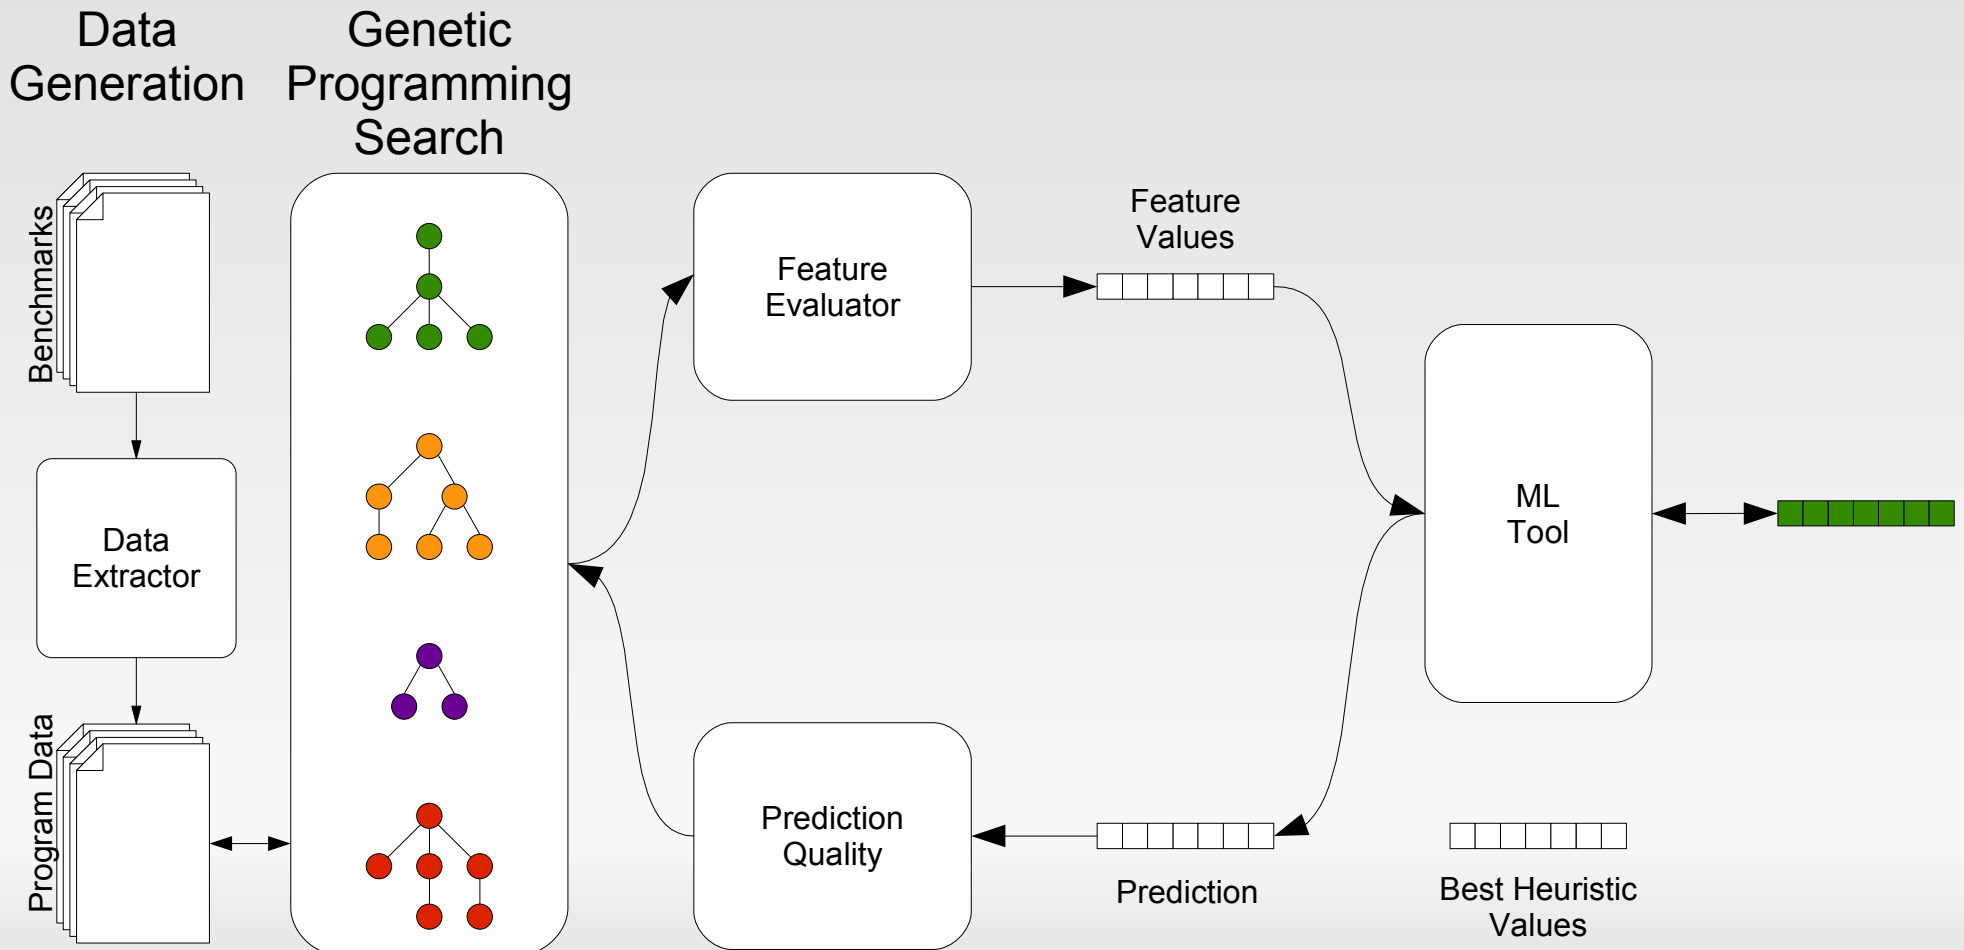 Data
Generation
Genetic
Programming
Search
Benchmarks
Data
Extractor
Program Data
Feature
Evaluator
Feature
Values
ML
Tool
Prediction
Quality
Prediction
Best Heuristic
Values